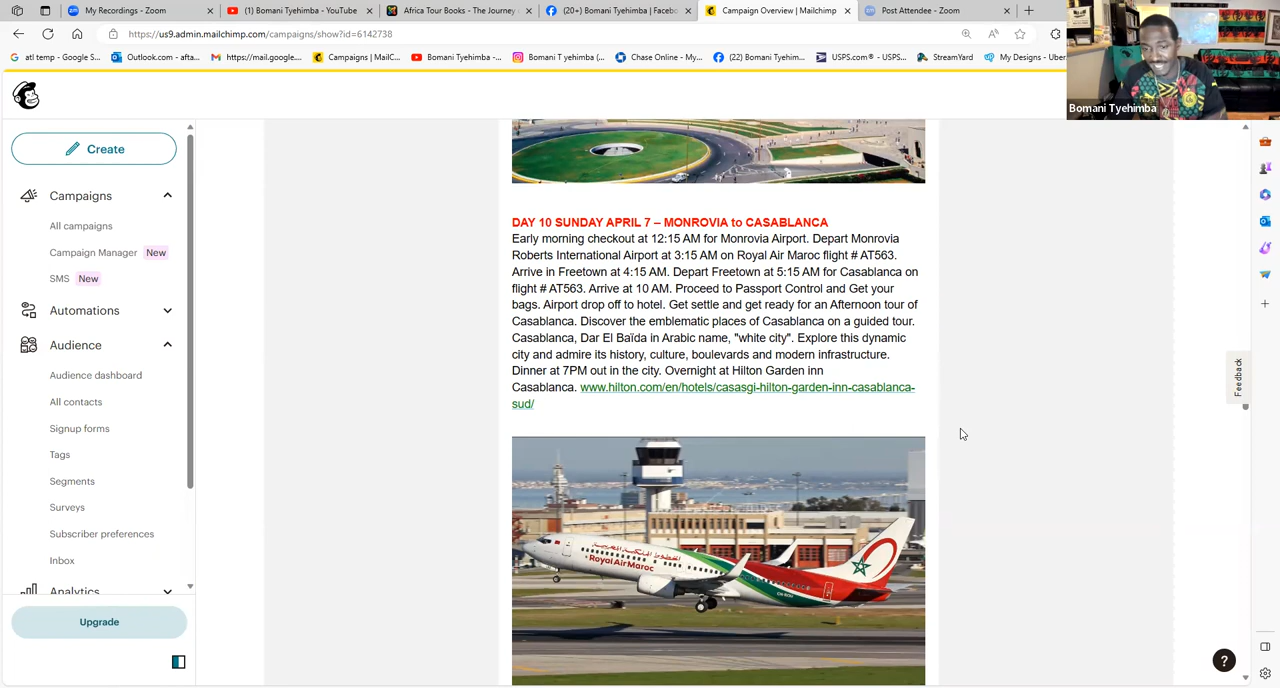 My Recordings - Zoom
(1) Bomani Tyehimba - YouTube
Africa Tour Books - The Journey
(20+) Bomani Tyehimba | Faceb
Campaign Overview | Mailchimp
Post Attendee - Zoom
https://us9.admin.mailchimp.com/campaigns/show?id=6142738
atl temp - Google S...
Outlook.com - afta...
https://mail.google....
Campaigns | MailC...
Bomani Tyehimba -...
Bomani T yehimba (...
Chase Online - My...
(22) Bomani Tyehim...
USPS.com® - USPS...
StreamYard
My Designs - Uber
Bomani Tyehimba
Create
Campaigns
All campaigns
Campaign Manager New
SMS New
Automations
Audience
Audience dashboard
All contacts
Signup forms
Tags
Segments
Surveys
Subscriber preferences
Inbox
Analytics
Upgrade
DAY 10 SUNDAY APRIL 7 – MONROVIA to CASABLANCA
Early morning checkout at 12:15 AM for Monrovia Airport. Depart Monrovia
Roberts International Airport at 3:15 AM on Royal Air Maroc flight # AT563.
Arrive in Freetown at 4:15 AM. Depart Freetown at 5:15 AM for Casablanca on
flight # AT563. Arrive at 10 AM. Proceed to Passport Control and Get your
bags. Airport drop off to hotel. Get settle and get ready for an Afternoon tour of
Casablanca. Discover the emblematic places of Casablanca on a guided tour.
Casablanca, Dar El Baïda in Arabic name, "white city". Explore this dynamic
city and admire its history, culture, boulevards and modern infrastructure.
Dinner at 7PM out in the city. Overnight at Hilton Garden inn
Casablanca. www.hilton.com/en/hotels/casasgi-hilton-garden-inn-casablanca-
sud/
الخطوط الملكية المغربية
RoyalAirMaroc
Feedback
?